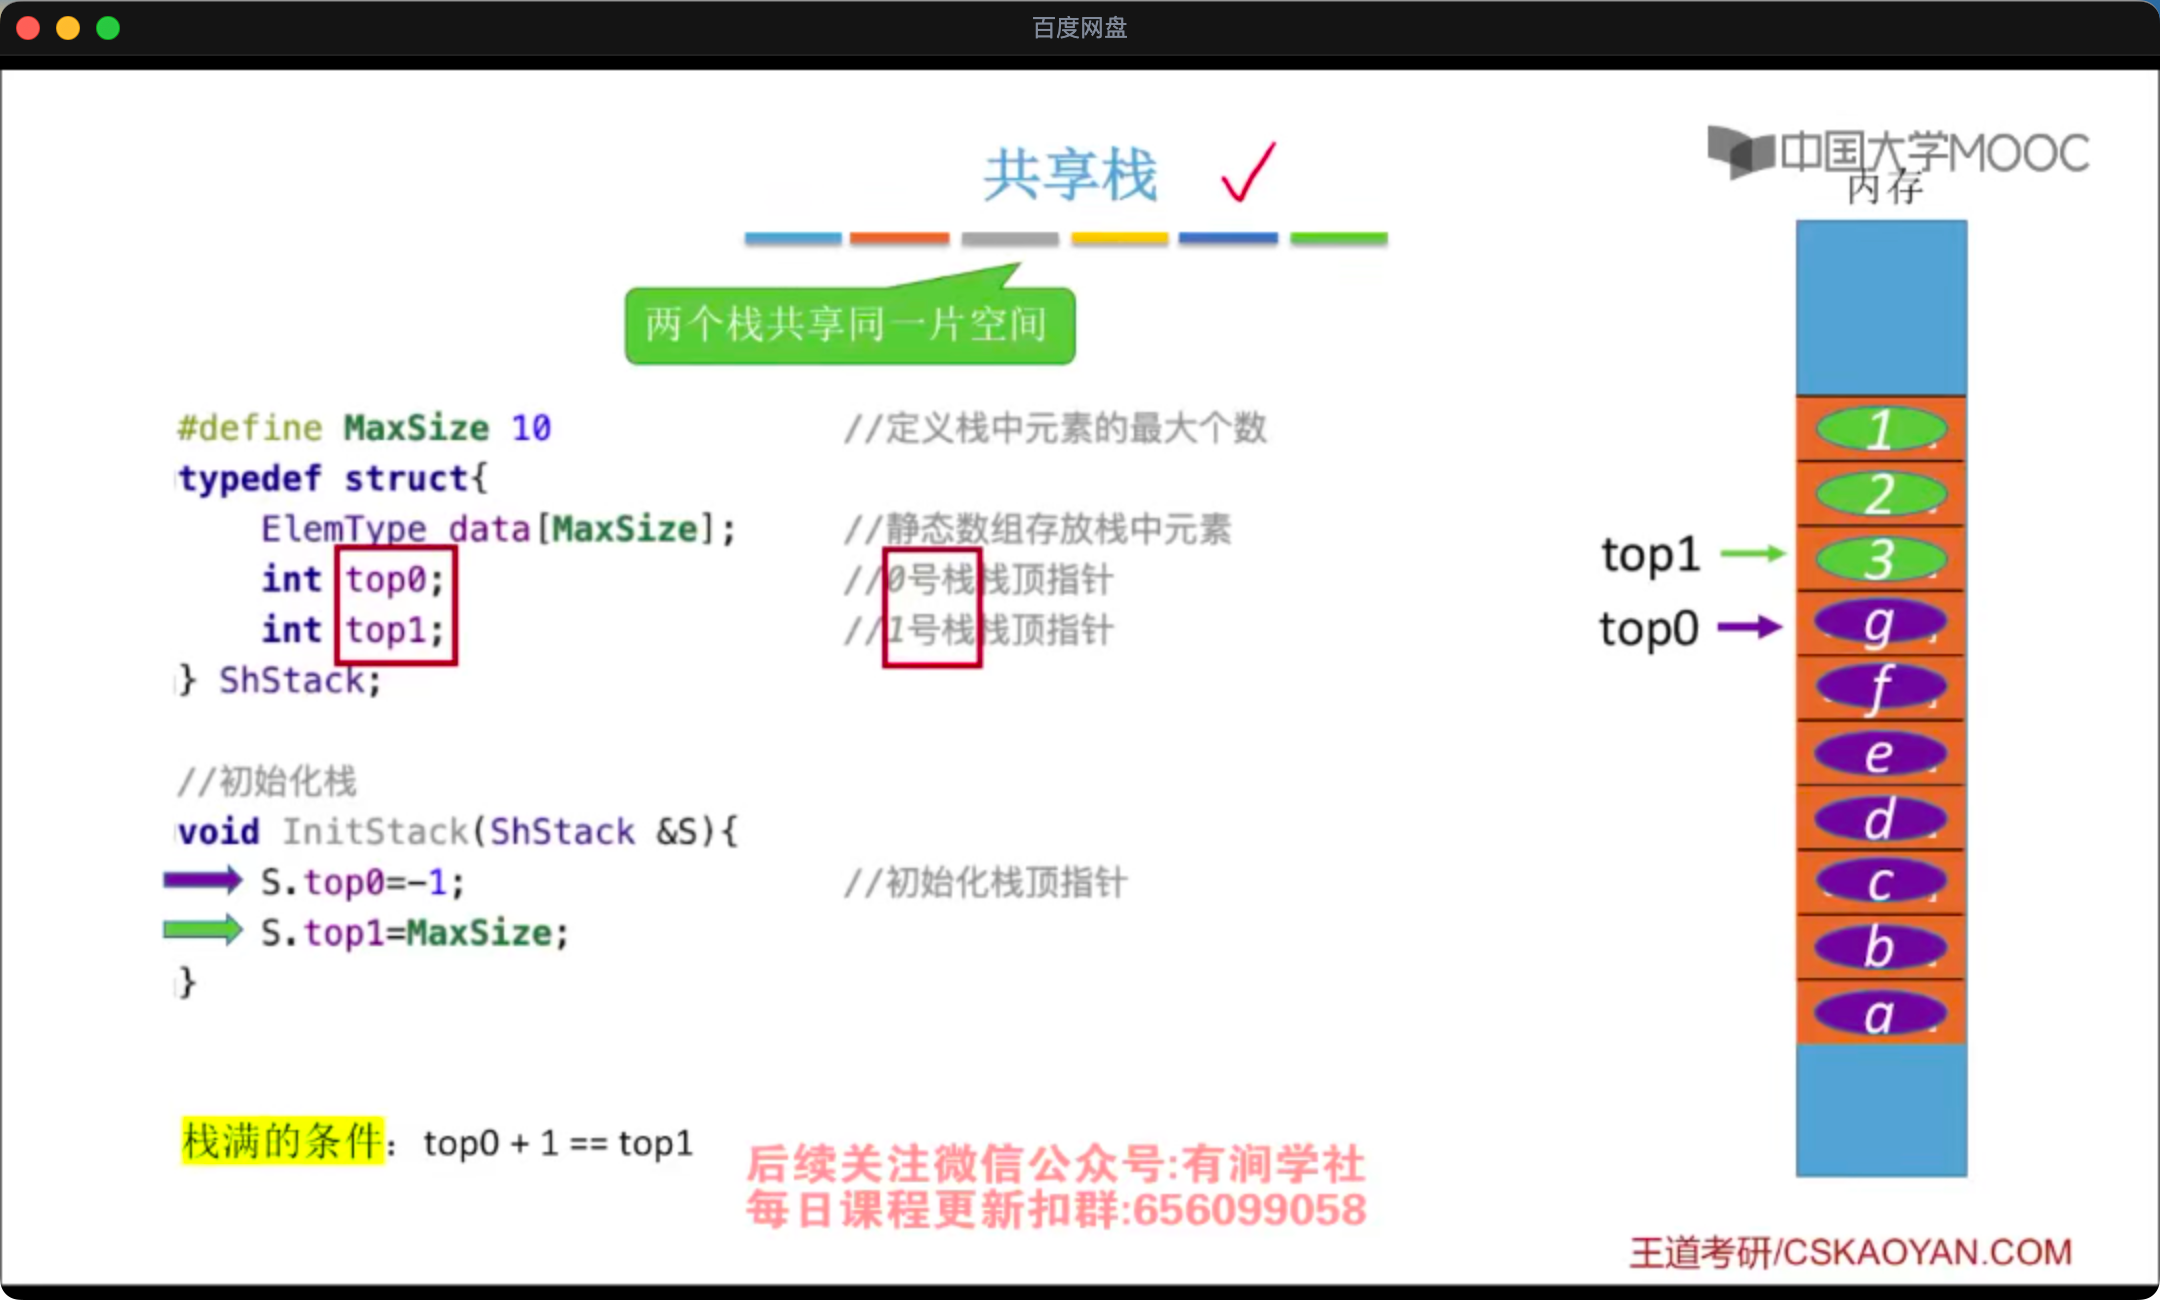 百度网盘
中国大学MOOC
共享栈
内存
两个栈共享同一片空间
#define MaxSize 10 //定义栈中元素的最大个数
typedef struct{
ElemType data[MaxSize]; //静态数组存放栈中元素
int top0; //0号栈栈顶指针
int top1; //1号栈栈顶指针
} ShStack;
//初始化栈
void InitStack(ShStack &S){
S.top0=-1; //初始化栈顶指针
S.top1=MaxSize;
}
栈满的条件：top0 + 1 == top1
1
2
top1
3
top0
g
f
e
d
c
b
a
后续关注微信公众号:有涧学社
每日课程更新扣群:656099058
王道考研/CSKAOYAN.COM